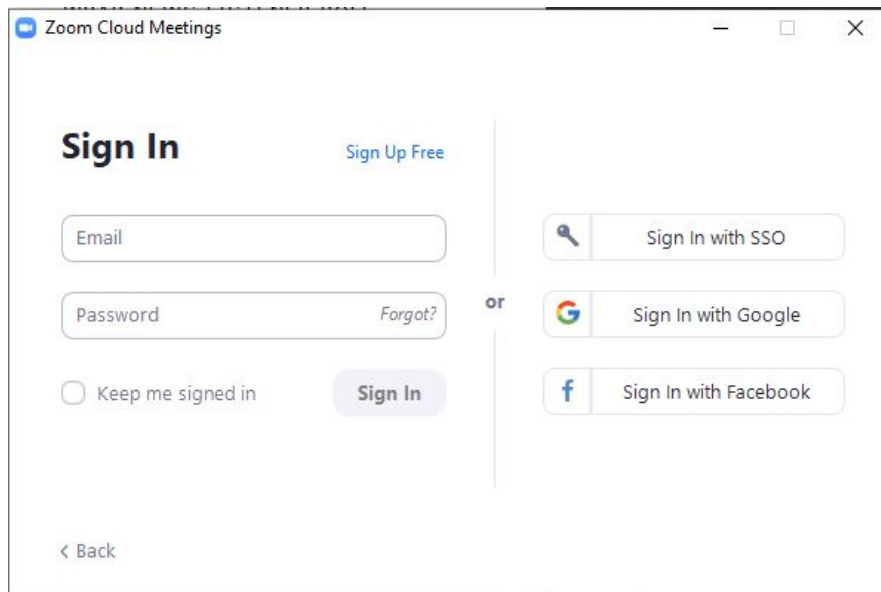 Zoom Cloud Meetings
Sign In
Sign Up Free
Email
Password
Forgot?
Keep me signed in
Sign In
or
Sign In with SSO
Sign In with Google
Sign In with Facebook
< Back